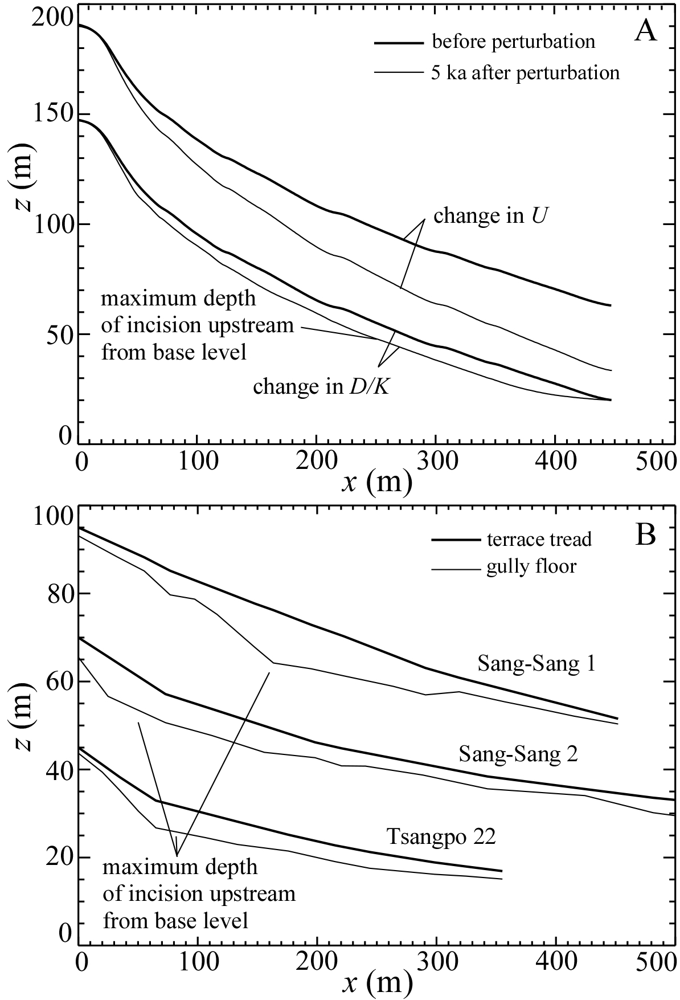 A
before perturbation
5 ka after perturbation
200
150
100
50
0
z (m)
change in U
maximum depth
of incision upstream
from base level
change in D/K
0 100 200 300 400 500
x (m)
B
terrace tread
gully floor
100
80
60
40
20
0
z (m)
Sang-Sang 1
Sang-Sang 2
Tsangpo 22
maximum depth
of incision upstream
from base level
0 100 200 300 400 500
x (m)